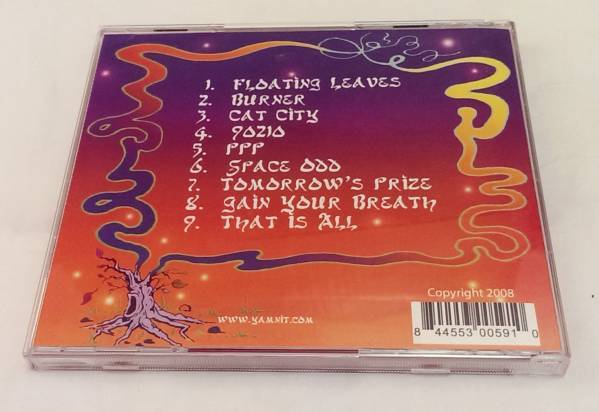 1. Floating Leaves
2. Burner
3. Cat City
4. 90210
5. PPP
6. Space Odd
7. Tomorrow's Prize
8. Gain Your Breath
9. That is All
Copyright 2008
www.yamnit.com
8 44553 00591 0